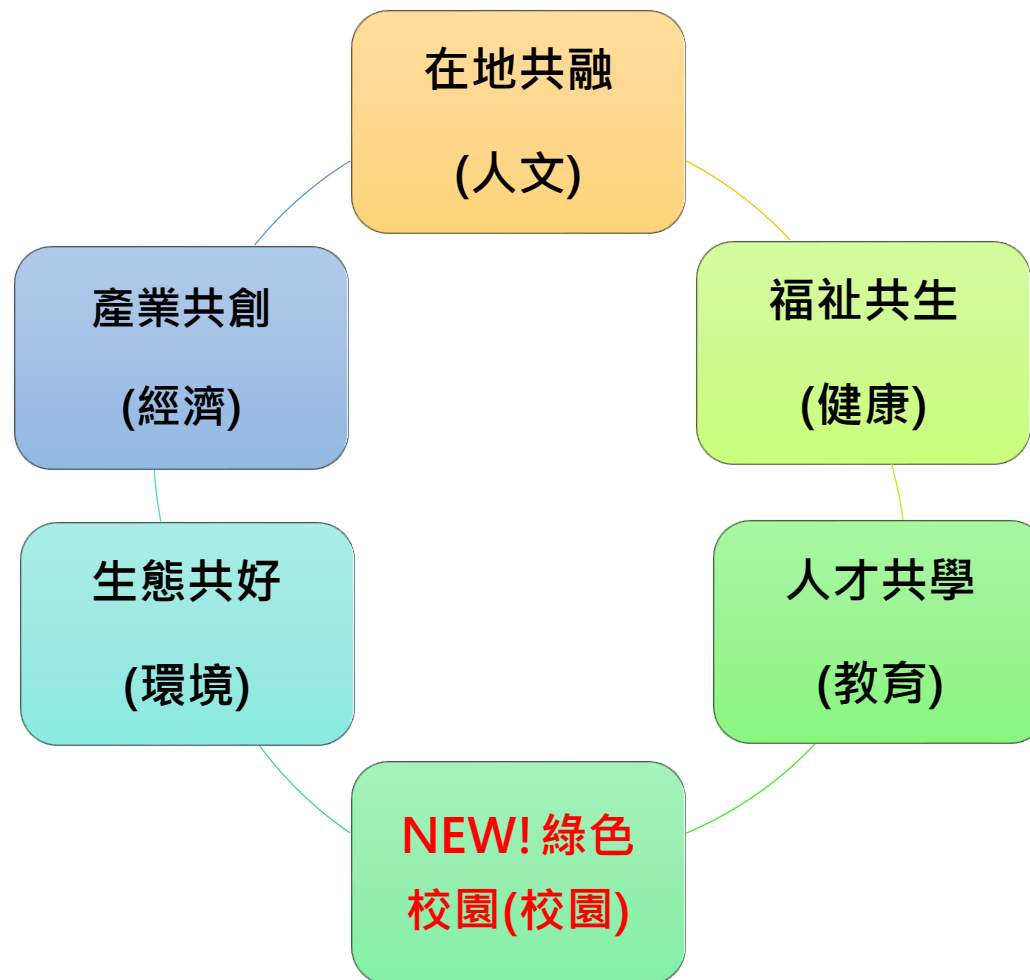 在地共融
(人文)
福祉共生
(健康)
人才共學
(教育)
NEW! 綠色
校園(校園)
生態共好
(環境)
產業共創
(經濟)